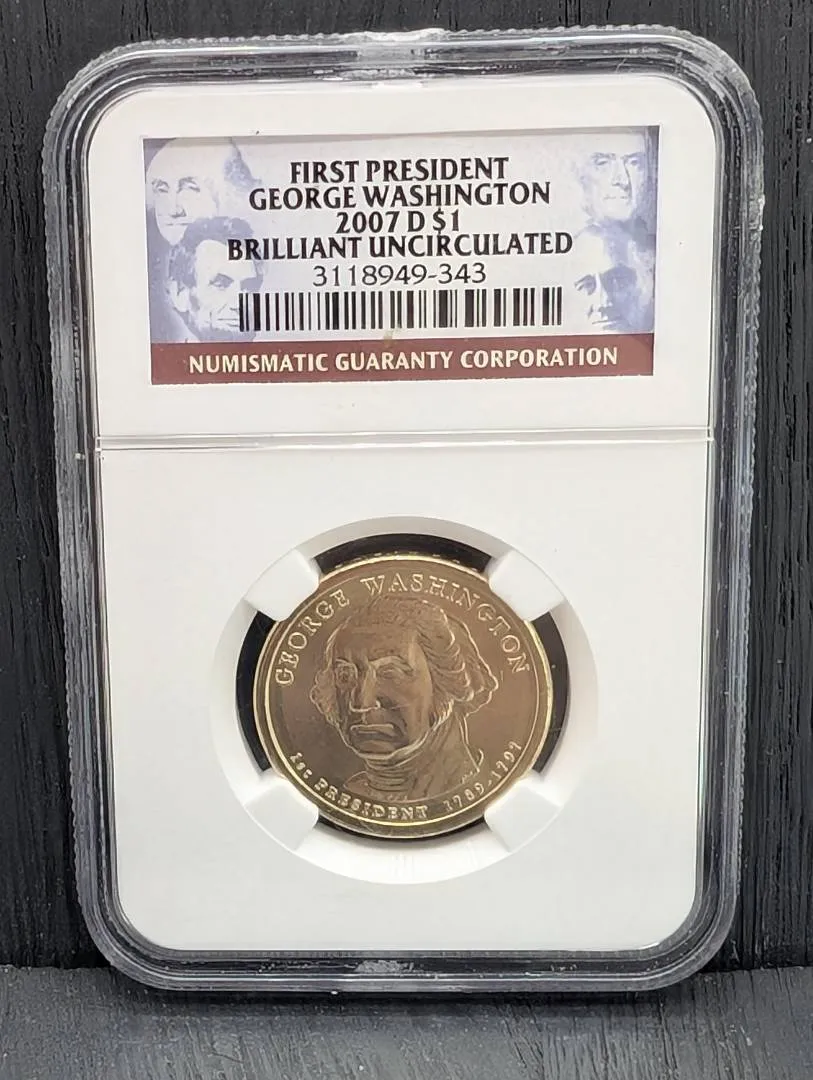 FIRST PRESIDENT
GEORGE WASHINGTON
2007 D $1
BRILLIANT UNCIRCULATED
3118949-343
NUMISMATIC GUARANTY CORPORATION
GEORGE WASHINGTON
1st PRESIDENT 1789-1797